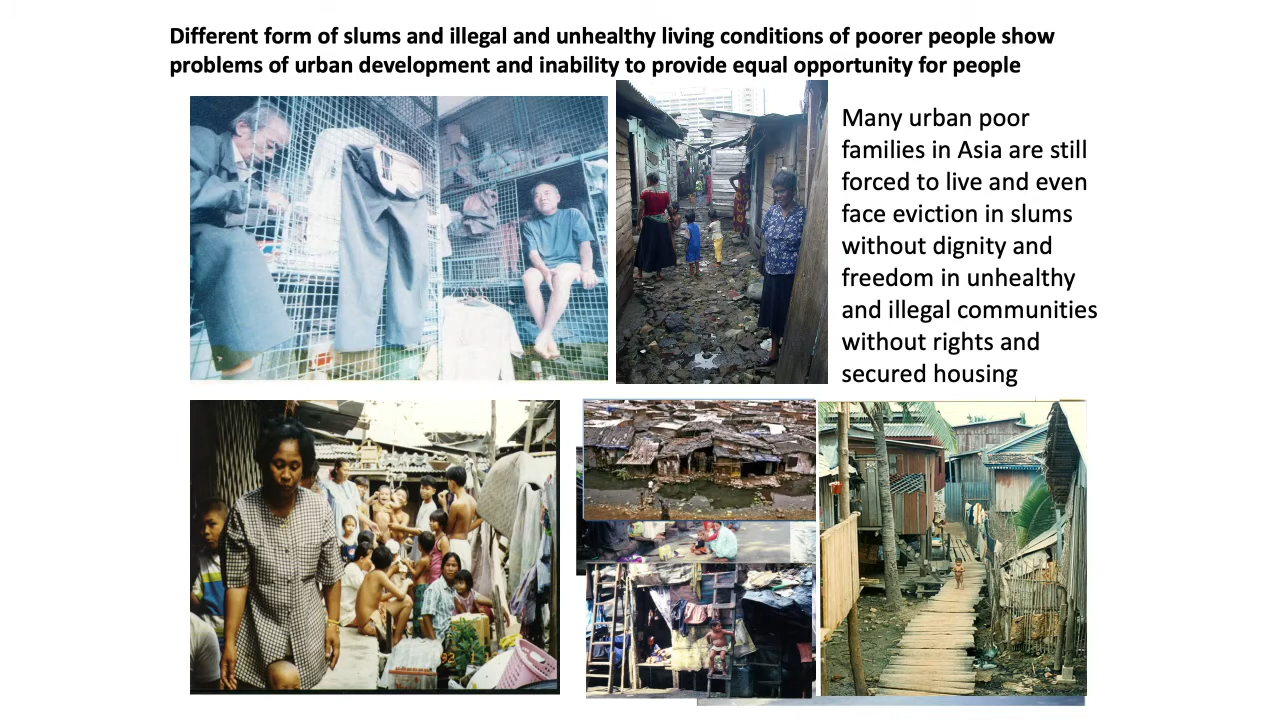 Different form of slums and illegal and unhealthy living conditions of poorer people show
problems of urban development and inability to provide equal opportunity for people
Many urban poor
families in Asia are still
forced to live and even
face eviction in slums
without dignity and
freedom in unhealthy
and illegal communities
without rights and
secured housing